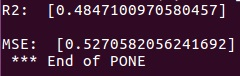 R2:  [0.4847100970580457]
MSE:  [0.5270582056241692]
 *** End of PONE